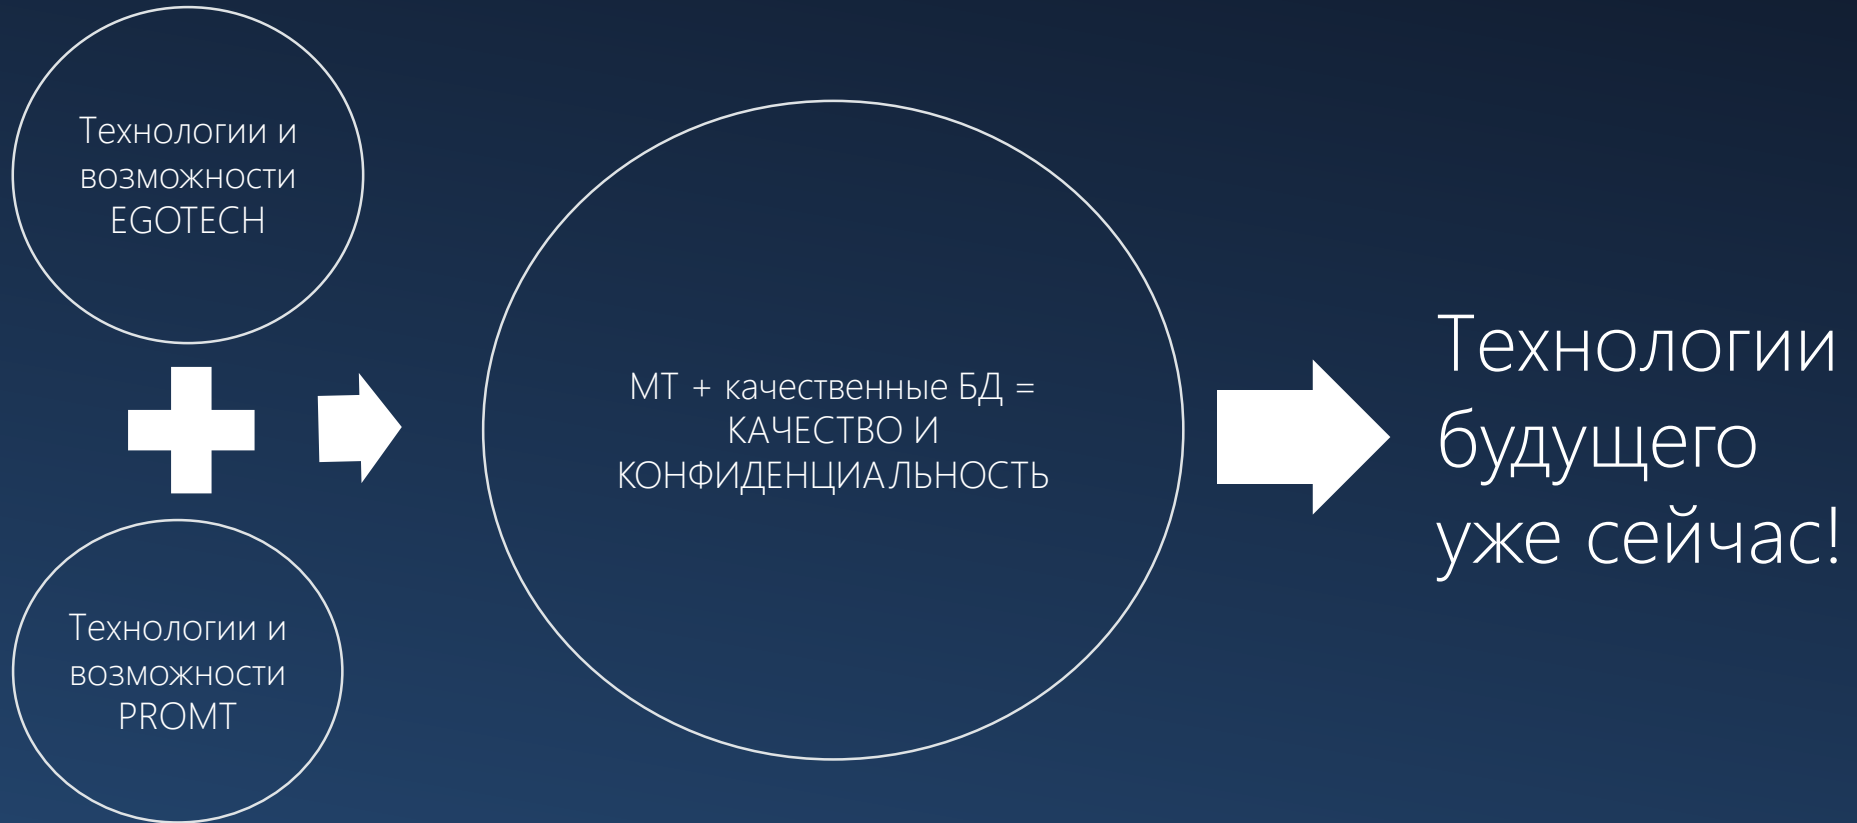 Технологии и
возможности
EGOTECH
Технологии и
возможности
PROMT
МТ + качественные БД =
КАЧЕСТВО И
КОНФИДЕНЦИАЛЬНОСТЬ
Технологии
будущего
уже сейчас!